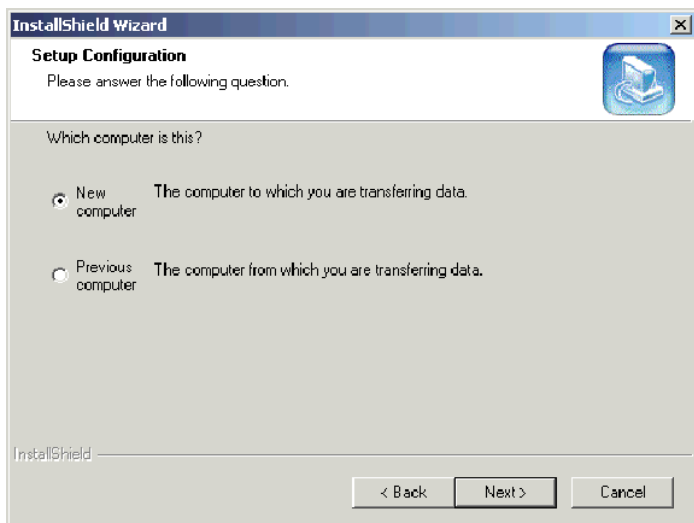 InstallShield Wizard
Setup Configuration
Please answer the following question.
Which computer is this?
New computer
The computer to which you are transferring data.
Previous computer
The computer from which you are transferring data.
InstallShield
< Back
Next >
Cancel